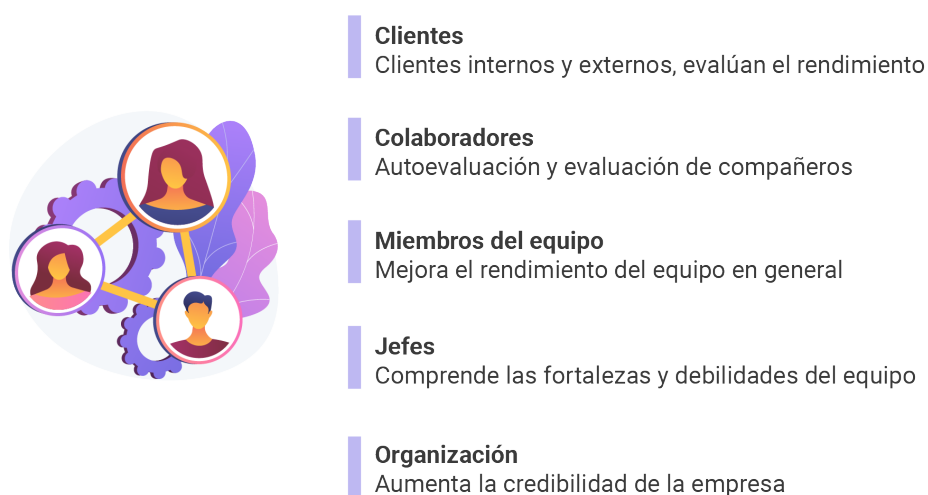 Clientes
Clientes internos y externos, evalúan el rendimiento
Colaboradores
Autoevaluación y evaluación de compañeros
Miembros del equipo
Mejora el rendimiento del equipo en general
Jefes
Comprende las fortalezas y debilidades del equipo
Organización
Aumenta la credibilidad de la empresa